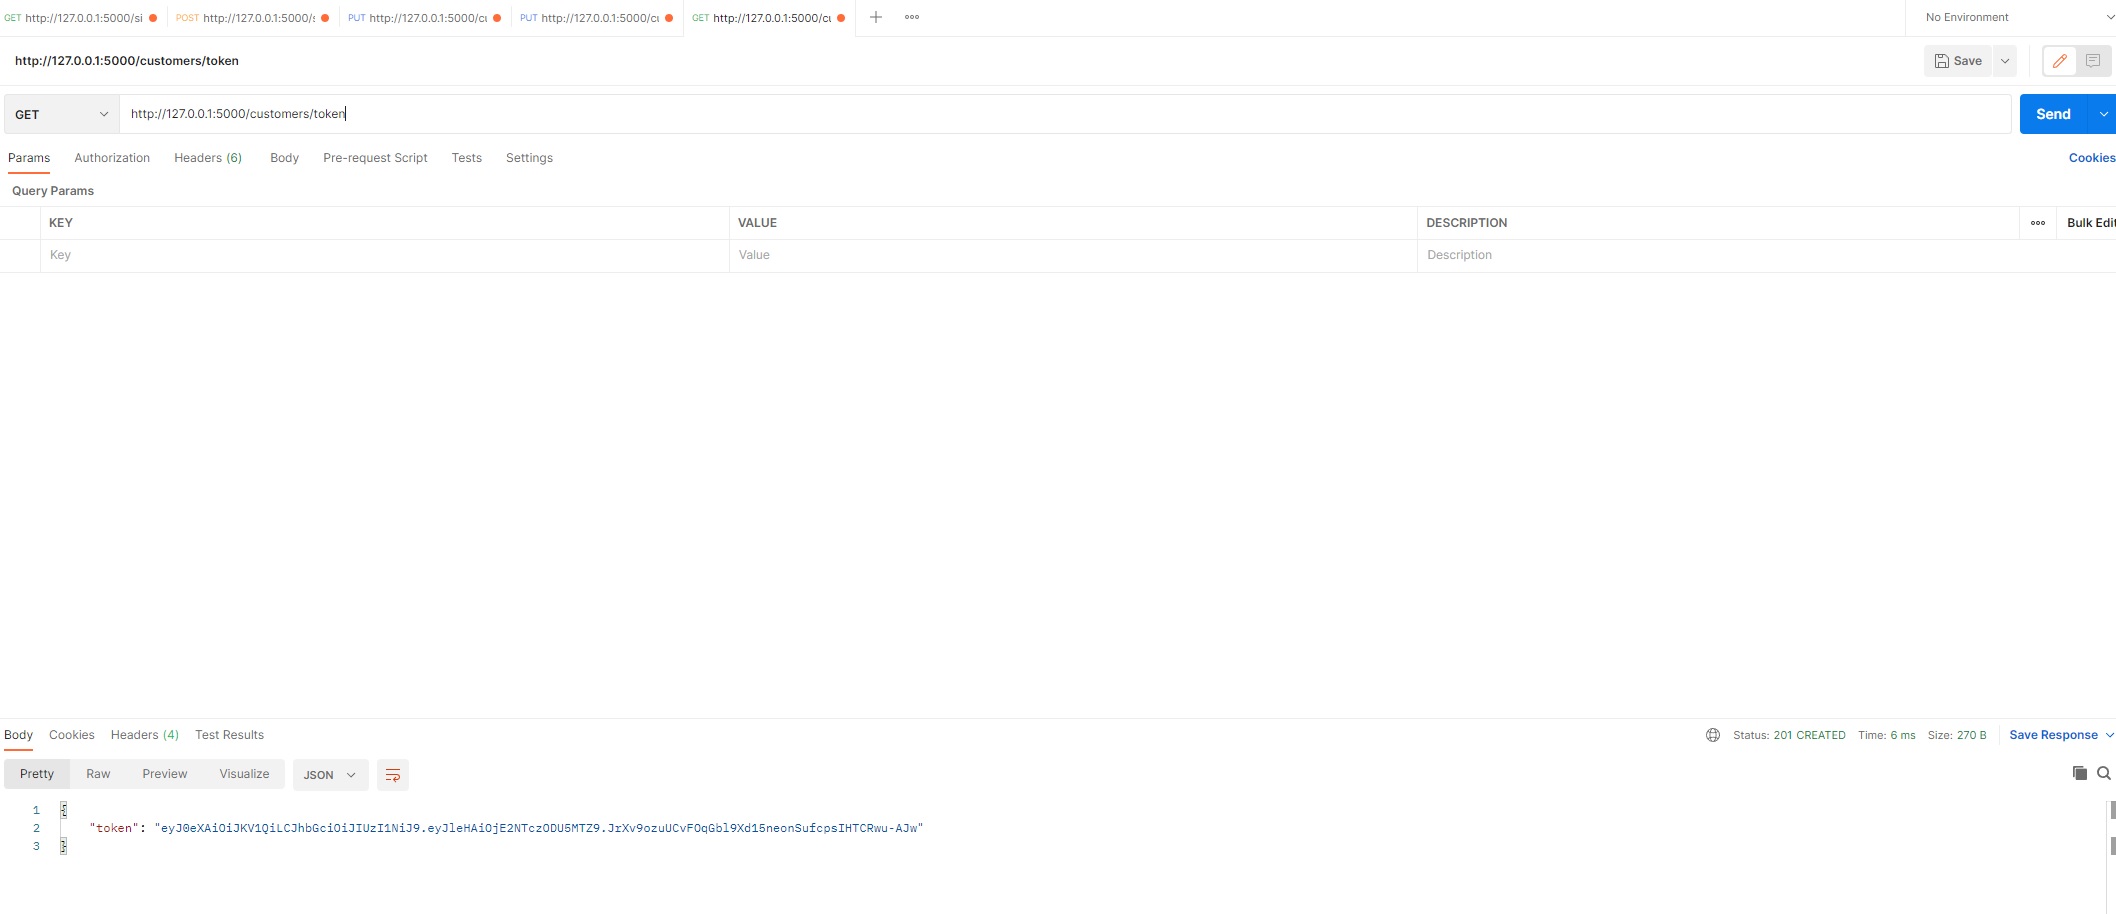 GET http://127.0.0.1:5000/si POST http://127.0.0.1:5000/s PUT http://127.0.0.1:5000/cu PUT http://127.0.0.1:5000/cu GET http://127.0.0.1:5000/cu No Environment
http://127.0.0.1:5000/customers/token Save
GET http://127.0.0.1:5000/customers/token Send
Params Authorization Headers (6) Body Pre-request Script Tests Settings Cookies
Query Params
KEY VALUE DESCRIPTION Bulk Edit
Key Value Description
Body Cookies Headers (4) Test Results Status: 201 CREATED Time: 6 ms Size: 270 B Save Response
Pretty Raw Preview Visualize JSON
1 {
2 "token": "eyJ0eXAiOiJKV1QiLCJhbGciOiJIUzI1NiJ9.eyJleHAiOjE2NTczODU5MTZ9.JrXv9ozuUCvFOqGbl9Xd15neonSufcpsIHTCRwu-AJw"
3 }